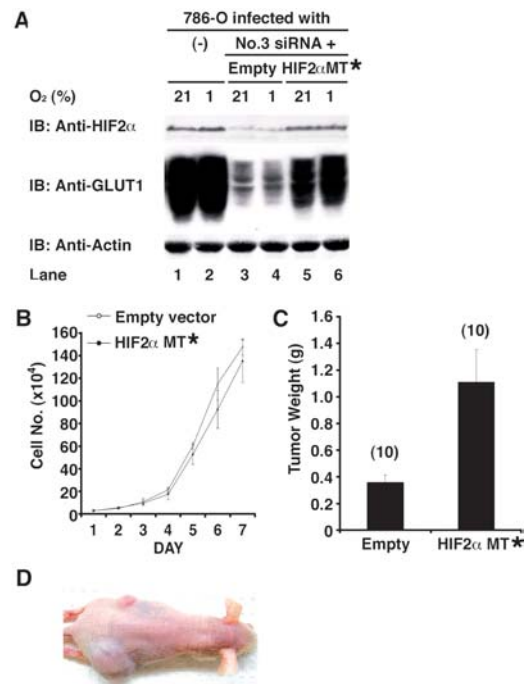 A
786-O infected with
(-) No.3 siRNA +
Empty HIF2αMT*
O₂ (%) 21 1 21 1 21 1
IB: Anti-HIF2α
IB: Anti-GLUT1
IB: Anti-Actin
Lane 1 2 3 4 5 6
B
Empty vector
HIF2α MT*
Cell No. (x10⁴)
160
140
120
100
80
60
40
20
0
1 2 3 4 5 6 7
DAY
C
Tumor Weight (g)
1.6
1.4
1.2
1.0
0.8
0.6
0.4
0.2
0
(10)
(10)
Empty HIF2α MT*
D